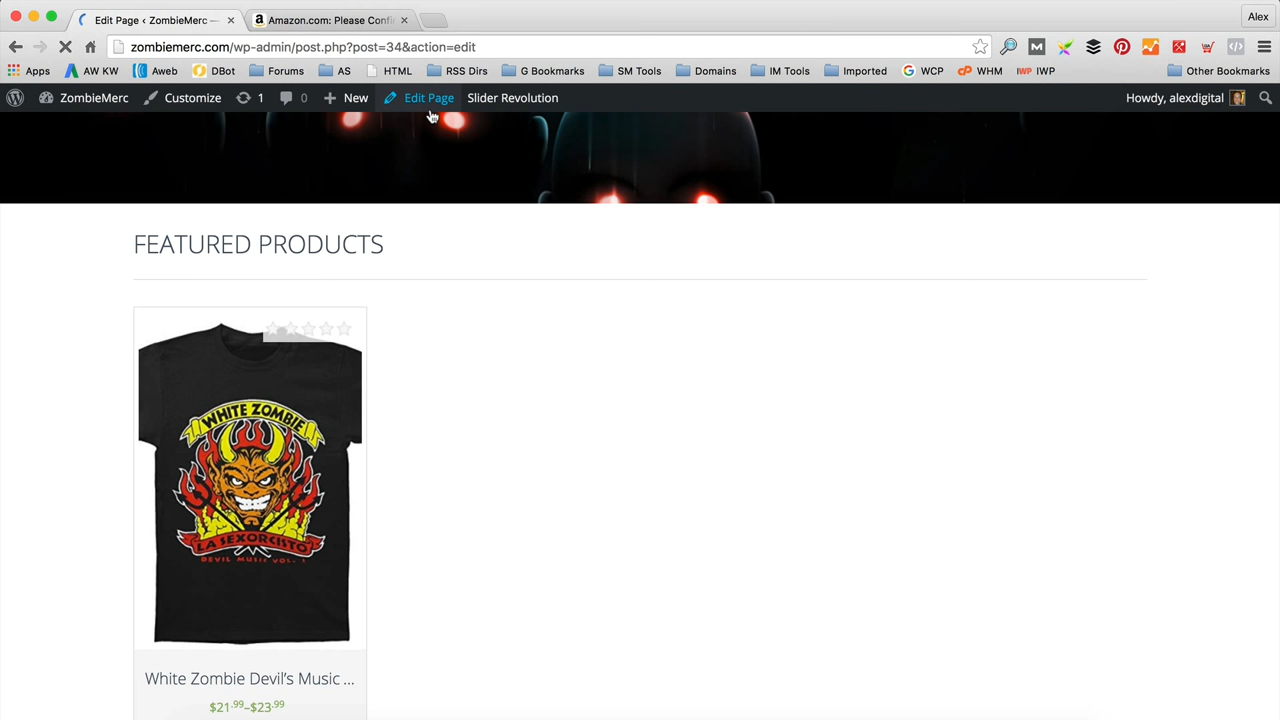 Edit Page ‹ ZombieMerc —
Amazon.com: Please Confi
Alex
zombiemerc.com/wp-admin/post.php?post=34&action=edit
Apps AW KW Aweb DBot Forums AS HTML RSS Dirs G Bookmarks SM Tools Domains IM Tools Imported WCP WHM IWP IWP Other Bookmarks
ZombieMerc Customize 1 0 New Edit Page Slider Revolution Howdy, alexdigital
FEATURED PRODUCTS
WHITE ZOMBIE
LA SEXORCISTO
DEVIL MUSIC VOL. 1
White Zombie Devil’s Music ...
$21.99–$23.99